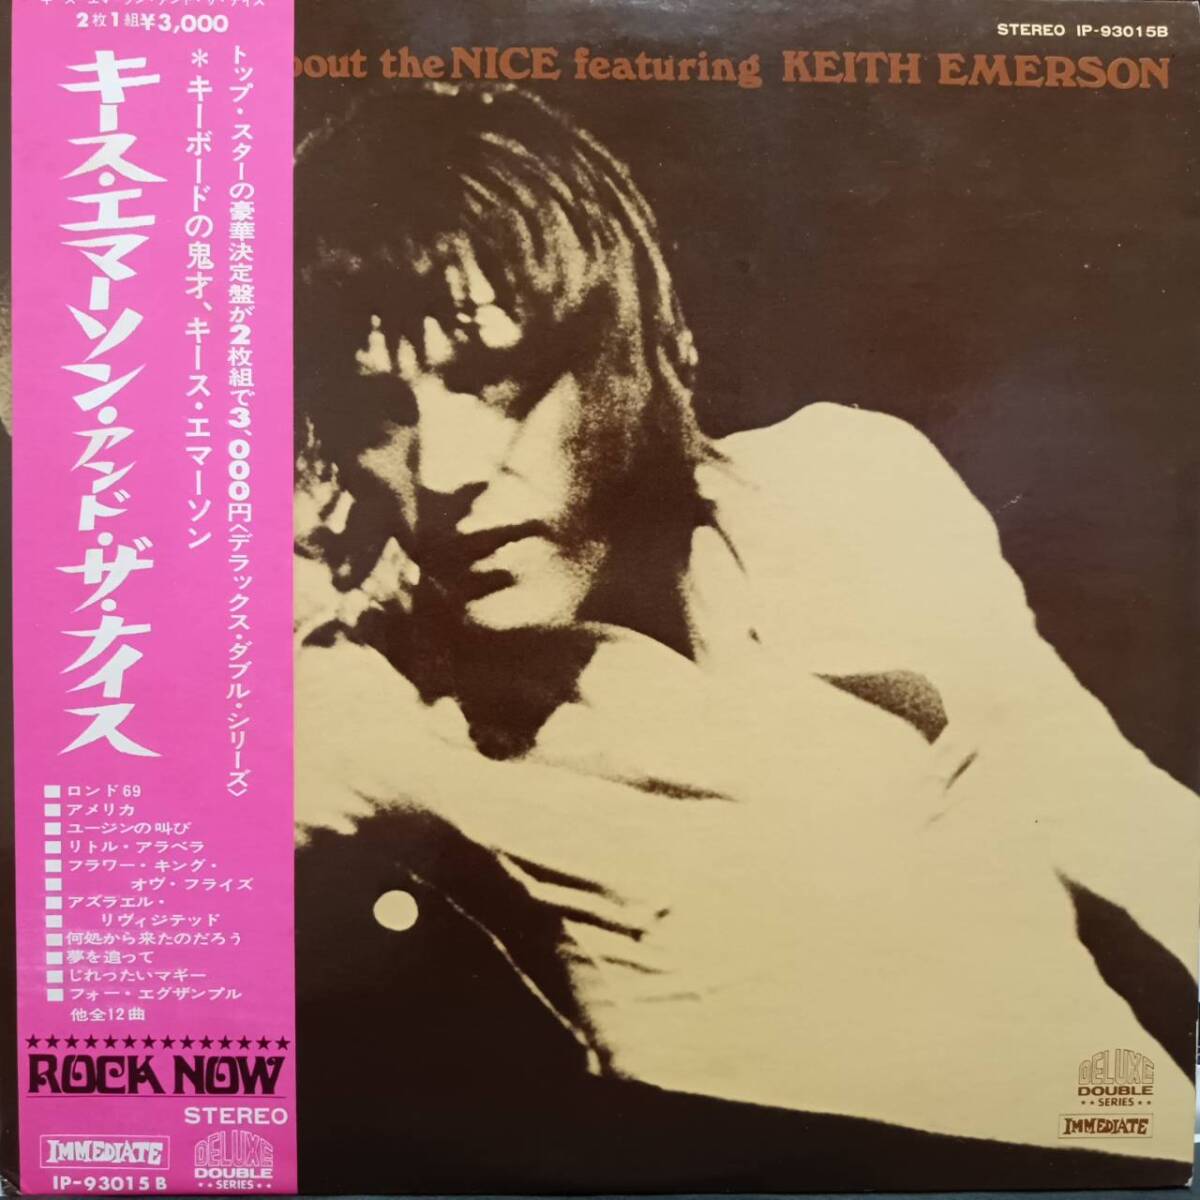 キース・エマーソン・アンド・ザ・ナイス
2枚1組¥3,000
STEREO IP-93015B
bout the NICE featuring KEITH EMERSON
トップ・スターの豪華決定盤が2枚組で3,000円〈デラックス・ダブル・シリーズ〉
*キーボードの鬼才、キース・エマーソン
キース・エマーソン・アンド・ザ・ナイス
■ロンド69
■アメリカ
■ユージンの叫び
■リトル・アラベラ
■フラワー・キング・
■オヴ・フライズ
■アズラエル・
■リヴィジテッド
■何処から来たのだろう
■夢を追って
■じれったいマギー
■フォー・エグザンプル
他全12曲
ROCK NOW
STEREO
IMMEDIATE
DELUXE
DOUBLE
SERIES
IP-93015B
DELUXE
DOUBLE
SERIES
IMMEDIATE